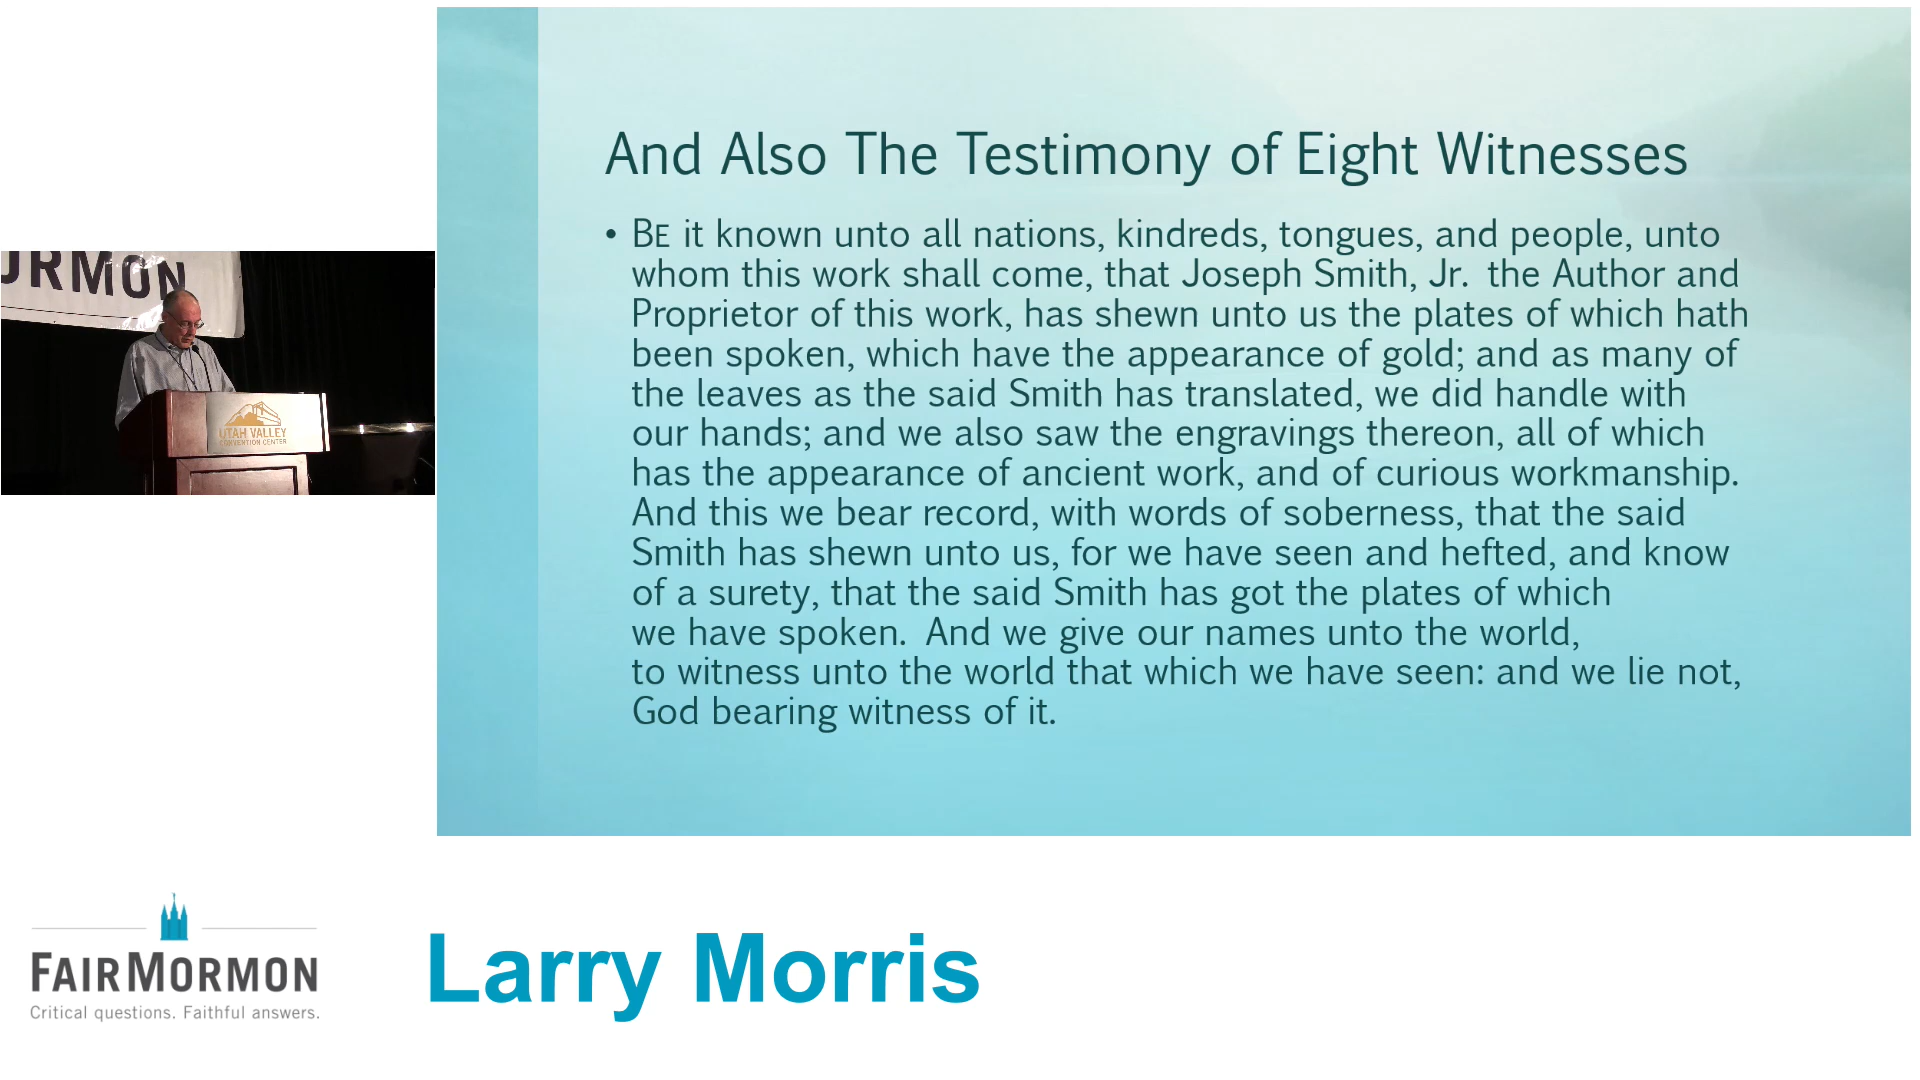 And Also The Testimony of Eight Witnesses
• BE it known unto all nations, kindreds, tongues, and people, unto
whom this work shall come, that Joseph Smith, Jr. the Author and
Proprietor of this work, has shewn unto us the plates of which hath
been spoken, which have the appearance of gold; and as many of
the leaves as the said Smith has translated, we did handle with
our hands; and we also saw the engravings thereon, all of which
has the appearance of ancient work, and of curious workmanship.
And this we bear record, with words of soberness, that the said
Smith has shewn unto us, for we have seen and hefted, and know
of a surety, that the said Smith has got the plates of which
we have spoken. And we give our names unto the world,
to witness unto the world that which we have seen: and we lie not,
God bearing witness of it.
ORMON
UTAH VALLEY
CONVENTION CENTER
FAIRMORMON
Critical questions. Faithful answers.
Larry Morris